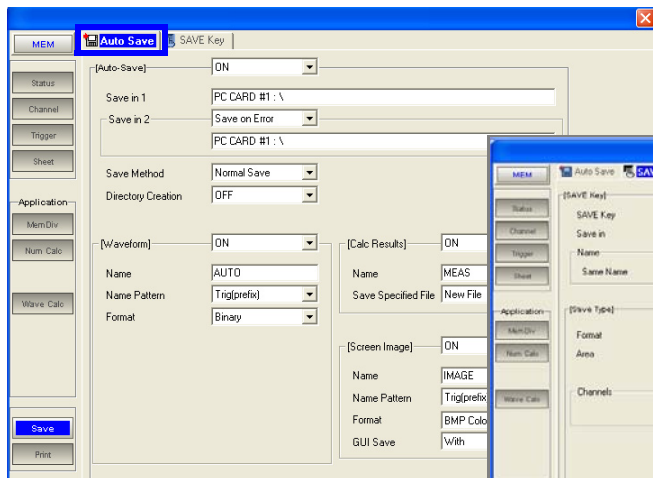 MEM
Auto Save
SAVE Key
Status
Channel
Trigger
Sheet
Application
MemDiv
Num Calc
Wave Calc
Save
Print
[Auto-Save]
ON
Save in 1
PC CARD #1 : \
Save in 2
Save on Error
PC CARD #1 : \
Save Method
Normal Save
Directory Creation
OFF
[Waveform]
ON
Name
AUTO
Name Pattern
Trig(prefix)
Format
Binary
[Calc Results]
ON
Name
MEAS
Save Specified File
New File
[Screen Image]
ON
Name
IMAGE
Name Pattern
Trig(prefix
Format
BMP Colo
GUI Save
With
MEM
Auto Save
SAV
Status
Channel
Trigger
Sheet
Application
MemDiv
Num Calc
Wave Calc
[SAVE Key]
SAVE Key
Save in
Name
Same Name
[Save Type]
Format
Area
Channels